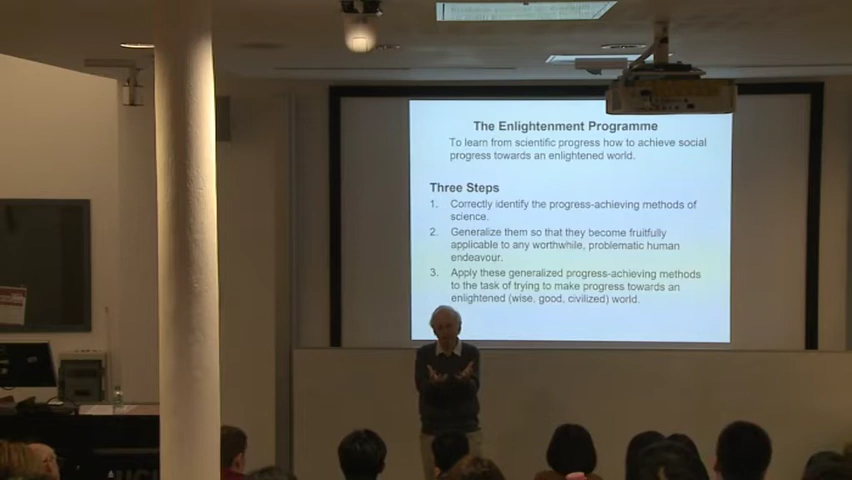 The Enlightenment Programme
To learn from scientific progress how to achieve social
progress towards an enlightened world.
Three Steps
1. Correctly identify the progress-achieving methods of
science.
2. Generalize them so that they become fruitfully
applicable to any worthwhile, problematic human
endeavour.
3. Apply these generalized progress-achieving methods
to the task of trying to make progress towards an
enlightened (wise, good, civilized) world.